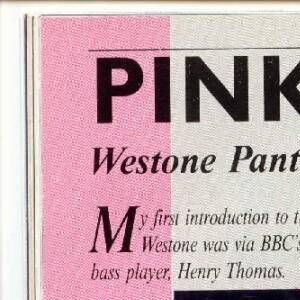 PINK
Westone Pant
My first introduction to t
Westone was via BBC's
bass player, Henry Thomas.